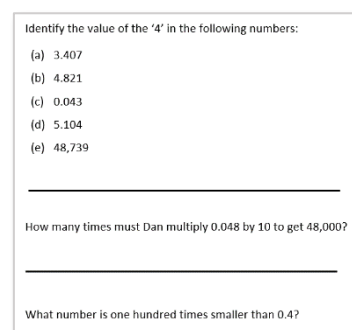 Identify the value of the ‘4’ in the following numbers:
(a) 3.407
(b) 4.821
(c) 0.043
(d) 5.104
(e) 48,739
How many times must Dan multiply 0.048 by 10 to get 48,000?
What number is one hundred times smaller than 0.4?